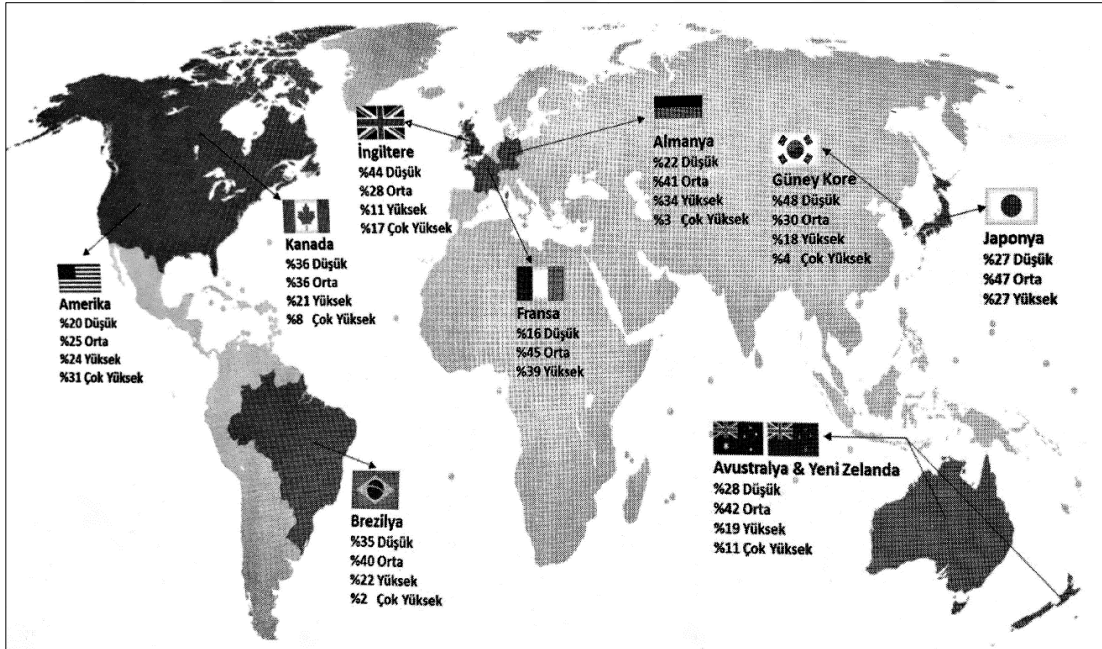 İngiltere
%44 Düşük
%28 Orta
%11 Yüksek
%17 Çok Yüksek
Almanya
%22 Düşük
%41 Orta
%34 Yüksek
%3 Çok Yüksek
Güney Kore
%48 Düşük
%30 Orta
%18 Yüksek
%4 Çok Yüksek
Japonya
%27 Düşük
%47 Orta
%27 Yüksek
Kanada
%36 Düşük
%36 Orta
%21 Yüksek
%8 Çok Yüksek
Amerika
%20 Düşük
%25 Orta
%24 Yüksek
%31 Çok Yüksek
Fransa
%16 Düşük
%45 Orta
%39 Yüksek
Brezilya
%35 Düşük
%40 Orta
%22 Yüksek
%2 Çok Yüksek
Avustralya & Yeni Zelanda
%28 Düşük
%42 Orta
%19 Yüksek
%11 Çok Yüksek